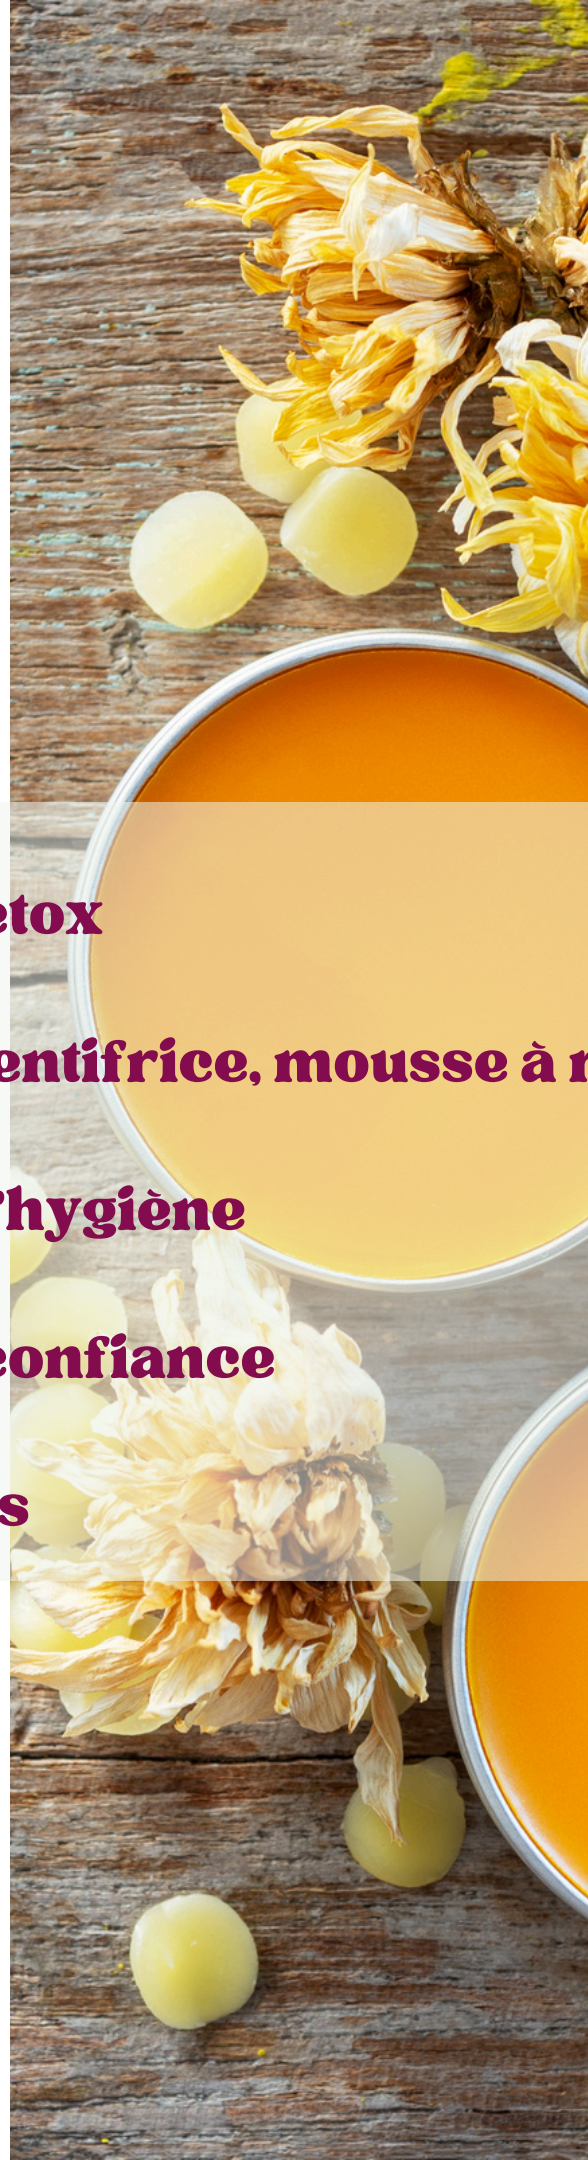 etox
entifrice, mousse à r
'hygiène
confiance
s